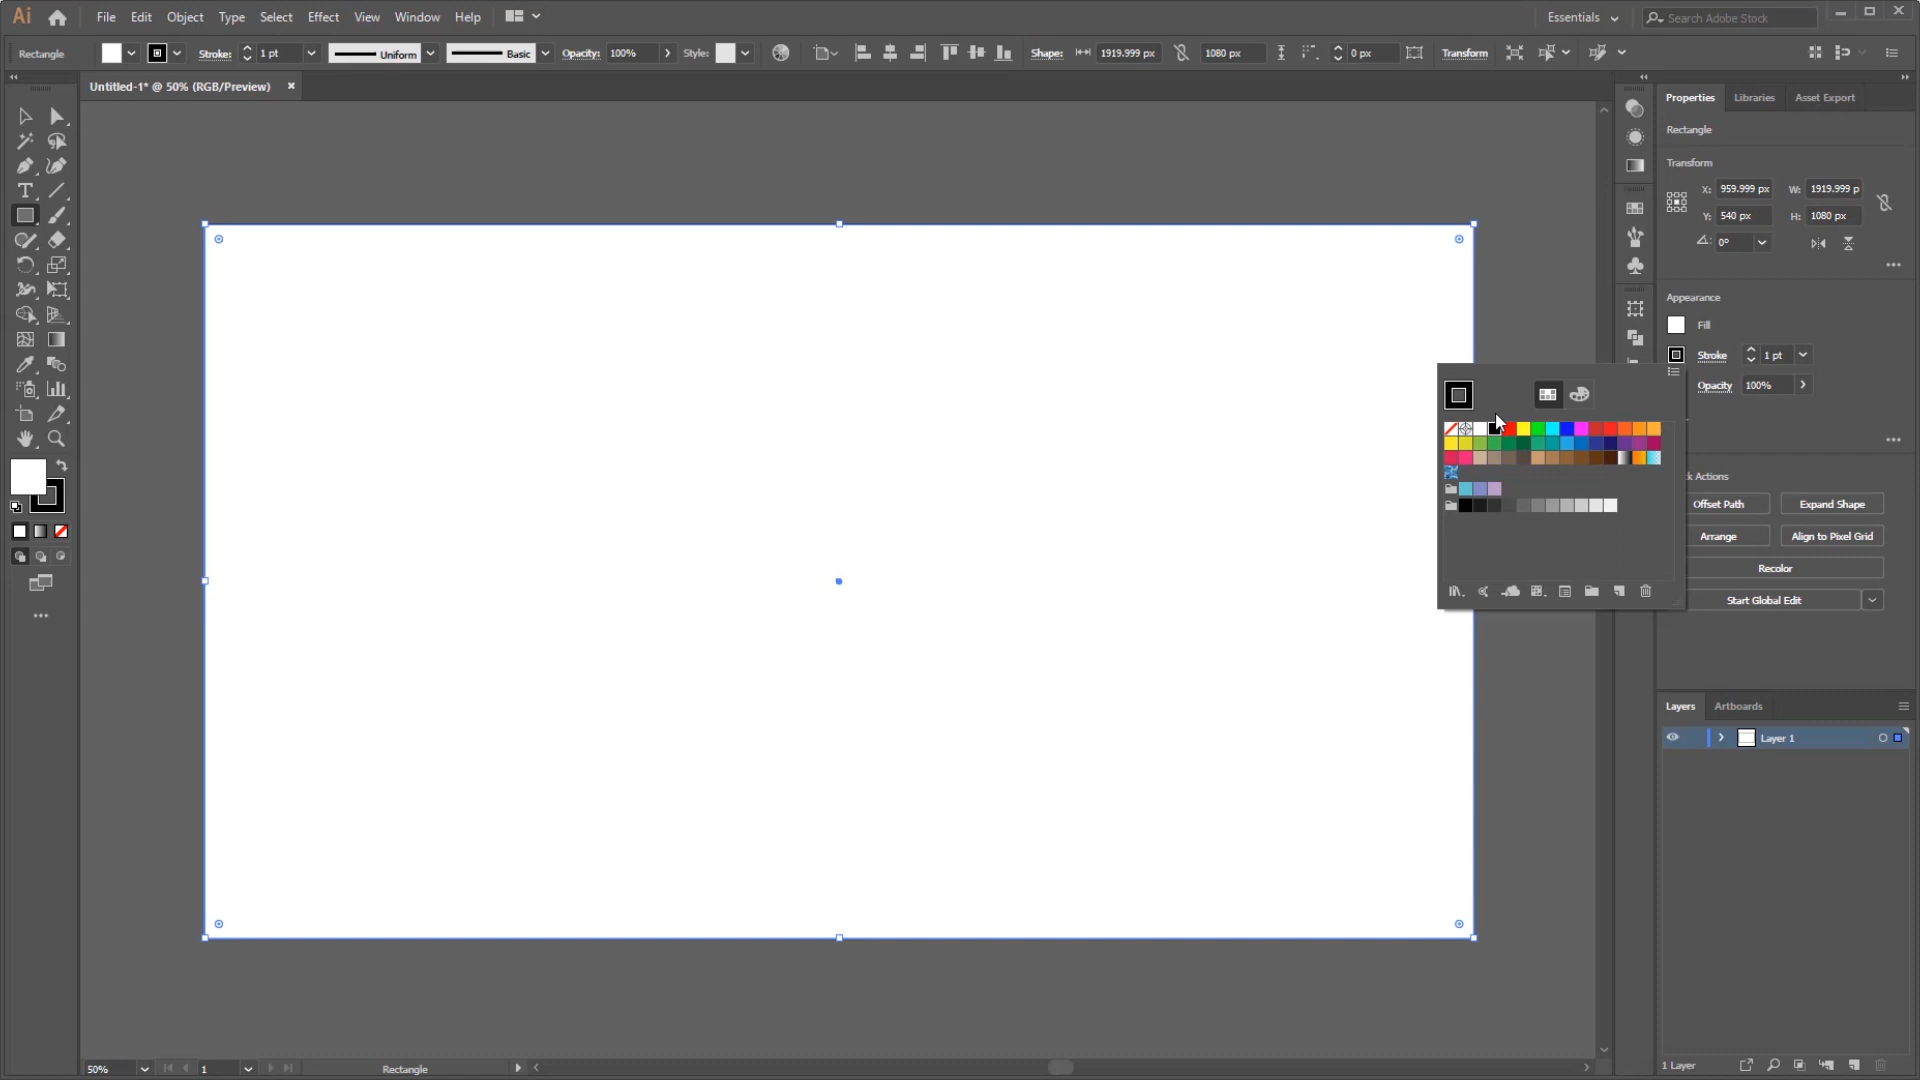 Ai File Edit Object Type Select Effect View Window Help Essentials Search Adobe Stock
Rectangle Stroke: 1 pt Uniform Basic Opacity: 100% Style: Shape: 1919.999 px 1080 px 0 px Transform
Untitled-1* @ 50% (RGB/Preview)
Properties Libraries Asset Export
Rectangle
Transform
X: 959.999 px W: 1919.999 p
Y: 540 px H: 1080 px
0°
Appearance
Fill
Stroke 1 pt
Opacity 100%
k Actions
Offset Path Expand Shape
Arrange Align to Pixel Grid
Recolor
Start Global Edit
Layers Artboards
Layer 1
1 Layer
50% 1 Rectangle